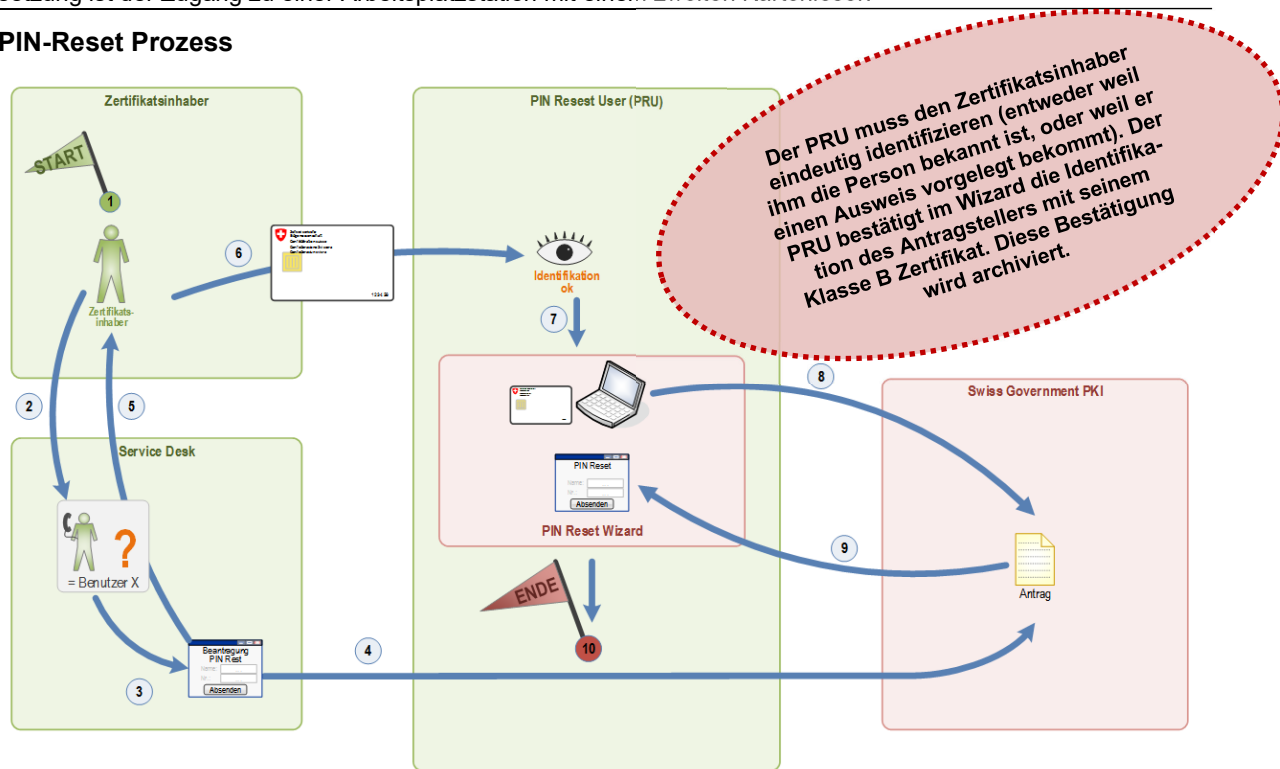 PIN-Reset Prozess
Zertifikatsinhaber
START
1
Zertifikats-
inhaber
6
1234
2
5
Service Desk
?
= Benutzer X
3
Beantragung
PIN Rest
Name:
Nr.:
Absenden
4
PIN Resest User (PRU)
Identifikation
ok
7
PIN Reset
Name:
Nr.:
Absenden
PIN Reset Wizard
ENDE
10
Der PRU muss den Zertifikatsinhaber
eindeutig identifizieren (entweder weil
ihm die Person bekannt ist, oder weil er
einen Ausweis vorgelegt bekommt). Der
PRU bestätigt im Wizard die Identifika-
tion des Antragstellers mit seinem
Klasse B Zertifikat. Diese Bestätigung
wird archiviert.
8
Swiss Government PKI
9
Antrag